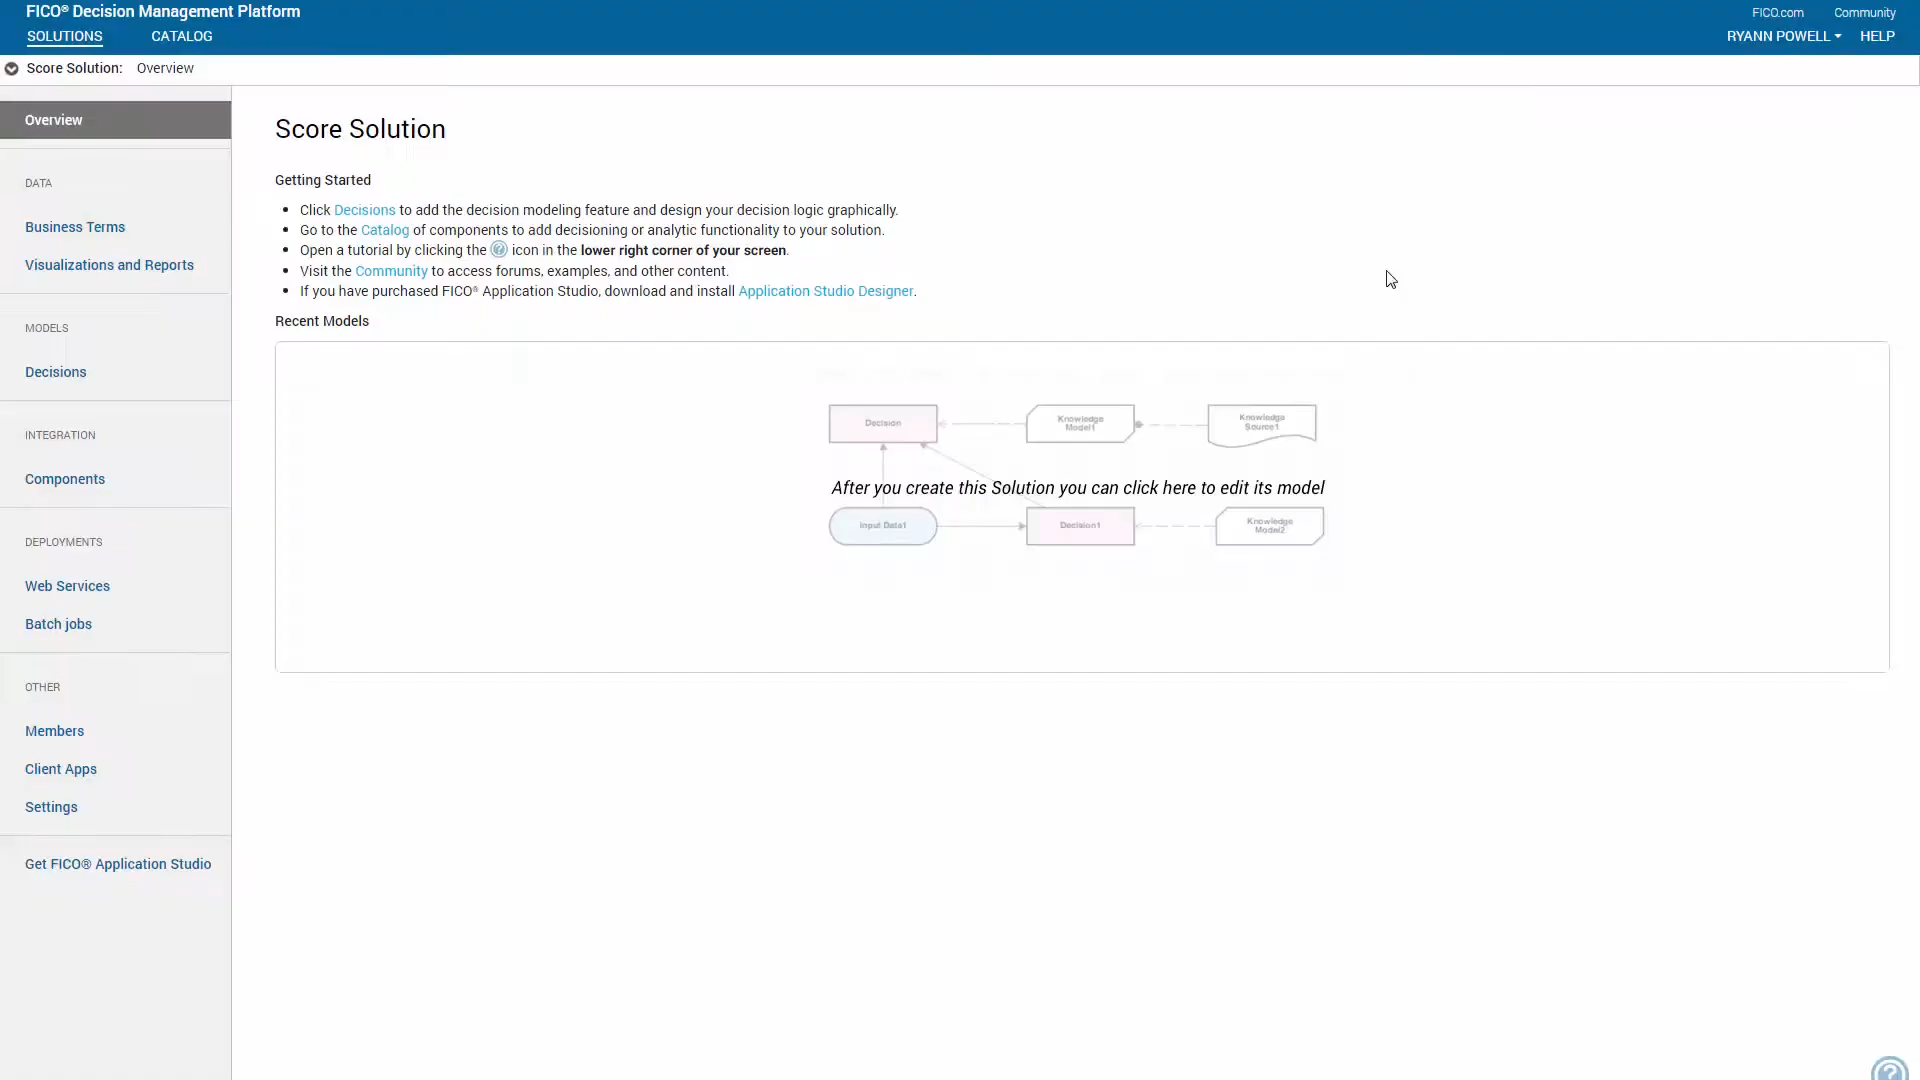 FICO® Decision Management Platform
FICO.com Community
SOLUTIONS CATALOG
RYANN POWELL HELP
Score Solution: Overview
Overview
DATA
Business Terms
Visualizations and Reports
MODELS
Decisions
INTEGRATION
Components
DEPLOYMENTS
Web Services
Batch jobs
OTHER
Members
Client Apps
Settings
Get FICO® Application Studio
Score Solution
Getting Started
• Click Decisions to add the decision modeling feature and design your decision logic graphically.
• Go to the Catalog of components to add decisioning or analytic functionality to your solution.
• Open a tutorial by clicking the ? icon in the lower right corner of your screen.
• Visit the Community to access forums, examples, and other content.
• If you have purchased FICO® Application Studio, download and install Application Studio Designer.
Recent Models
Decision
Knowledge
Model1
Knowledge
Source1
After you create this Solution you can click here to edit its model
Input Data1
Decision1
Knowledge
Model2
?